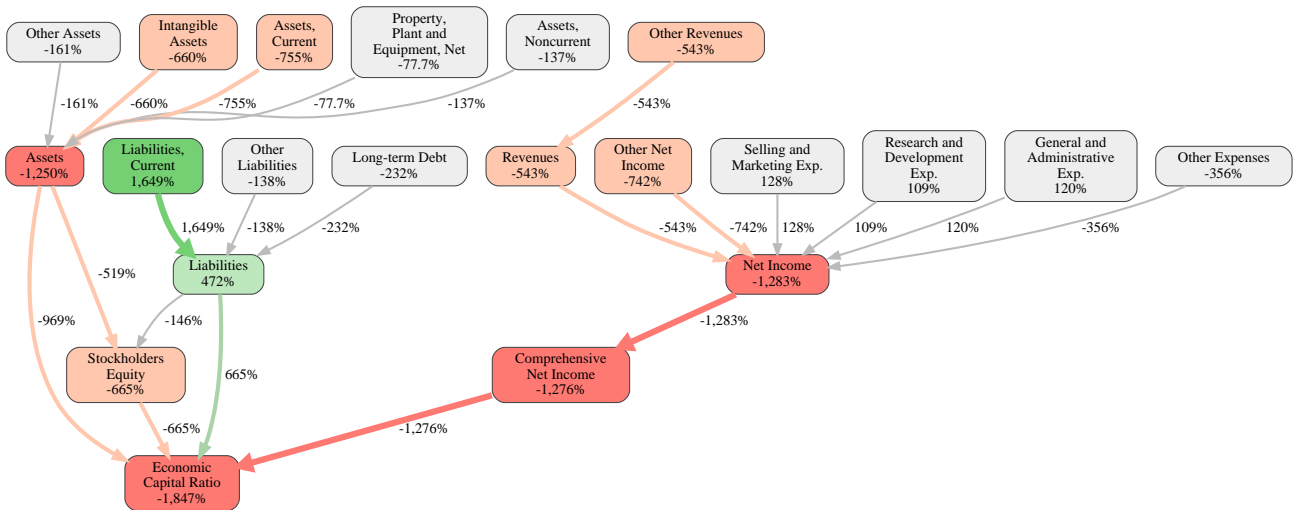 Other Assets
-161%
Intangible
Assets
-660%
Assets,
Current
-755%
Property,
Plant and
Equipment, Net
-77.7%
Assets,
Noncurrent
-137%
Other Revenues
-543%
-161%
-660%
-755%
-77.7%
-137%
-543%
Assets
-1,250%
Liabilities,
Current
1,649%
Other
Liabilities
-138%
Long-term Debt
-232%
Revenues
-543%
Other Net
Income
-742%
Selling and
Marketing Exp.
128%
Research and
Development
Exp.
109%
General and
Administrative
Exp.
120%
Other Expenses
-356%
1,649%
-138%
-232%
-543%
-742%
128%
109%
120%
-356%
Liabilities
472%
Net Income
-1,283%
-519%
-969%
-146%
-1,283%
Stockholders
Equity
-665%
665%
Comprehensive
Net Income
-1,276%
-665%
-1,276%
Economic
Capital Ratio
-1,847%